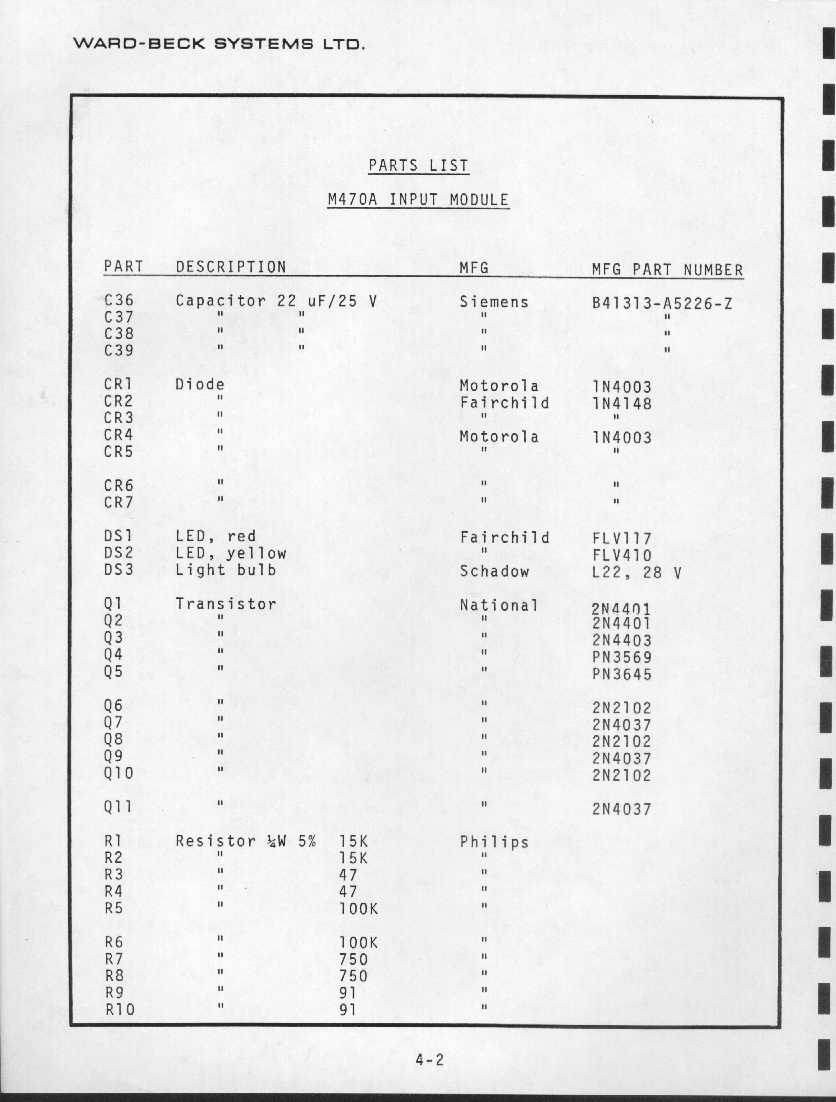 WARD-BECK SYSTEMS LTD.
PARTS LIST
M470A INPUT MODULE
PART DESCRIPTION MFG MFG PART NUMBER
C36 Capacitor 22 uF/25 V Siemens B41313-A5226-Z
C37 " " " "
C38 " " " "
C39 " " " "
CR1 Diode Motorola 1N4003
CR2 " Fairchild 1N4148
CR3 " " "
CR4 " Motorola 1N4003
CR5 " " "
CR6 " " "
CR7 " " "
DS1 LED, red Fairchild FLV117
DS2 LED, yellow " FLV410
DS3 Light bulb Schadow L22, 28 V
Q1 Transistor National 2N4401
Q2 " " 2N4401
Q3 " " 2N4403
Q4 " " PN3569
Q5 " " PN3645
Q6 " " 2N2102
Q7 " " 2N4037
Q8 " " 2N2102
Q9 " " 2N4037
Q10 " " 2N2102
Q11 " " 2N4037
R1 Resistor ¼W 5% 15K Philips
R2 " 15K "
R3 " 47 "
R4 " 47 "
R5 " 100K "
R6 " 100K "
R7 " 750 "
R8 " 750 "
R9 " 91 "
R10 " 91 "
4-2